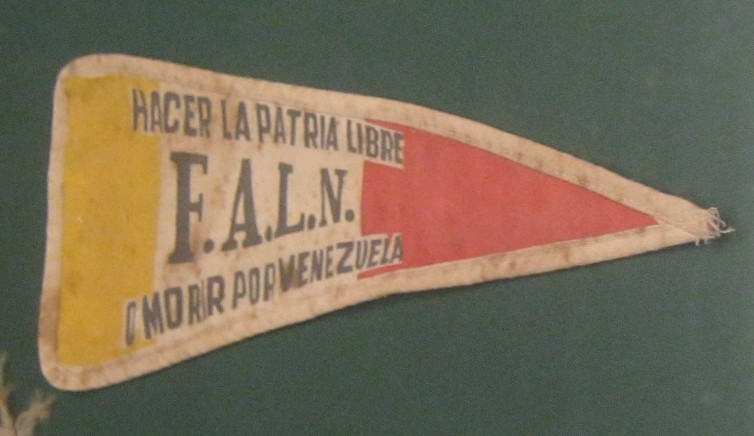 HACER LA PATRIA LIBRE
F.A.L.N.
O MORIR POR VENEZUELA